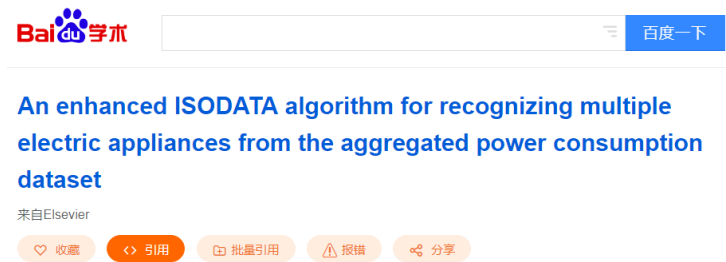 Bai du 学术
百度一下
An enhanced ISODATA algorithm for recognizing multiple
electric appliances from the aggregated power consumption
dataset
来自Elsevier
收藏 引用 批量引用 报错 分享